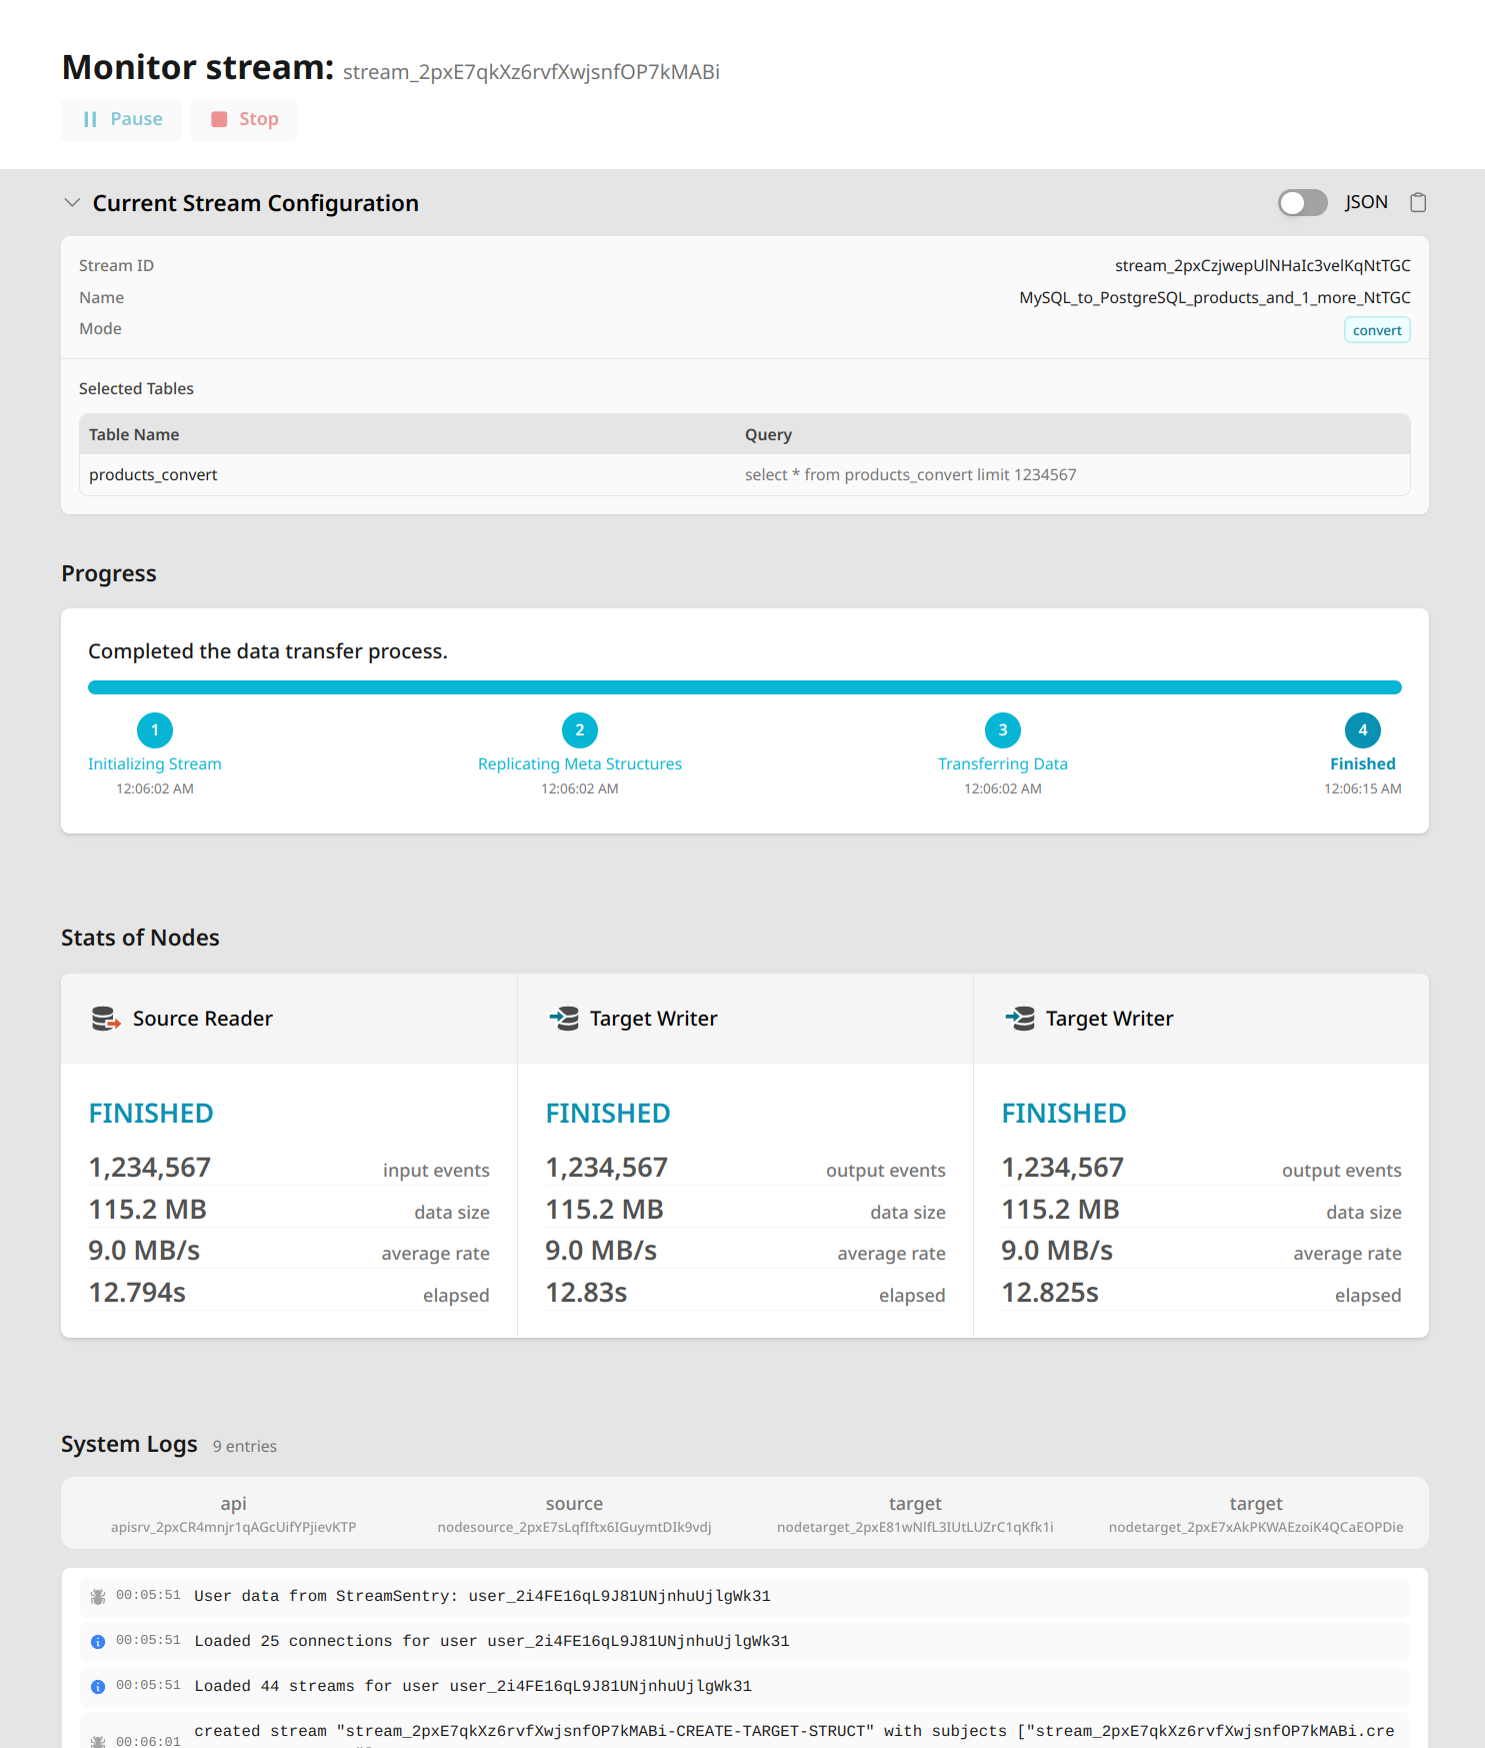 Monitor stream: stream_2pxE7qkXz6rvfXwjsnfOP7kMABi
Pause Stop
Current Stream Configuration JSON
Stream ID stream_2pxCzjwepUlNHaIc3velKqNtTGC
Name MySQL_to_PostgreSQL_products_and_1_more_NtTGC
Mode convert
Selected Tables
Table Name Query
products_convert select * from products_convert limit 1234567
Progress
Completed the data transfer process.
1 2 3 4
Initializing Stream Replicating Meta Structures Transferring Data Finished
12:06:02 AM 12:06:02 AM 12:06:02 AM 12:06:15 AM
Stats of Nodes
Source Reader Target Writer Target Writer
FINISHED FINISHED FINISHED
1,234,567 input events 1,234,567 output events 1,234,567 output events
115.2 MB data size 115.2 MB data size 115.2 MB data size
9.0 MB/s average rate 9.0 MB/s average rate 9.0 MB/s average rate
12.794s elapsed 12.83s elapsed 12.825s elapsed
System Logs 9 entries
api source target target
apisrv_2pxCR4mnjr1qAGcUifYPjievKTP nodesource_2pxE7sLqfIftx6IGuymtDIk9vdj nodetarget_2pxE81wNlfL3IUtLUZrC1qKfk1i nodetarget_2pxE7xAkPKWAEzoiK4QCaEOPDie
00:05:51 User data from StreamSentry: user_2i4FE16qL9J81UNjnhuUjlgWk31
00:05:51 Loaded 25 connections for user user_2i4FE16qL9J81UNjnhuUjlgWk31
00:05:51 Loaded 44 streams for user user_2i4FE16qL9J81UNjnhuUjlgWk31
00:06:01 created stream "stream_2pxE7qkXz6rvfXwjsnfOP7kMABi-CREATE-TARGET-STRUCT" with subjects ["stream_2pxE7qkXz6rvfXwjsnfOP7kMABi.cre